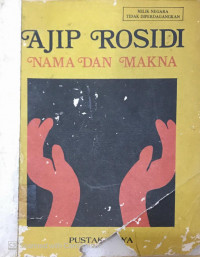 MILIK NEGARA
TIDAK DIPERDAGANGKAN
AJIP ROSIDI
NAMA DAN MAKNA